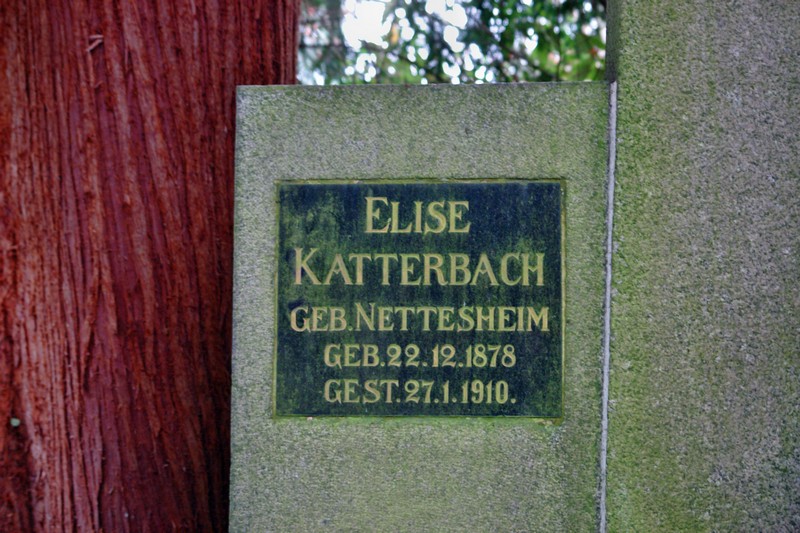 ELISE
KATTERBACH
GEB. NETTESHEIM
GEB. 22.12.1878
GEST. 27.1.1910.